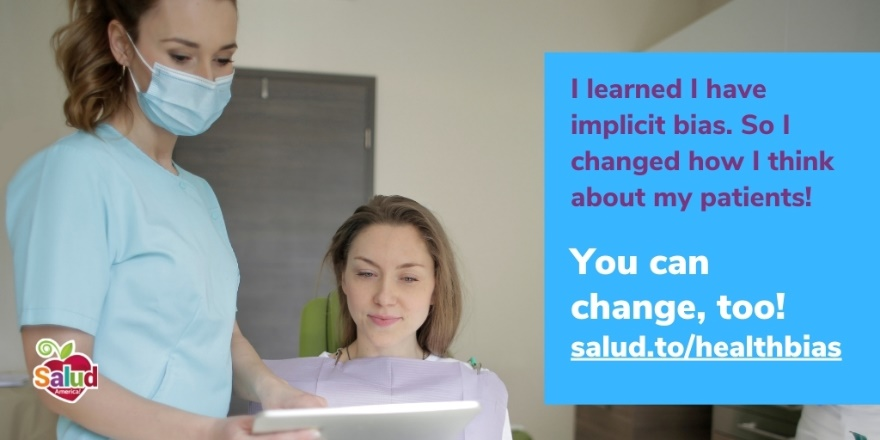 I learned I have
implicit bias. So I
changed how I think
about my patients!
You can
change, too!
salud.to/healthbias
Salud
America!